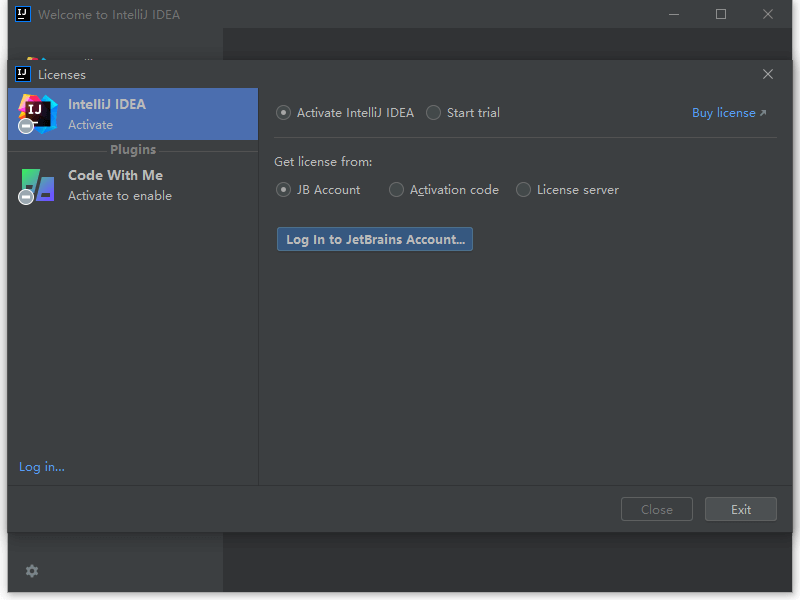 Welcome to IntelliJ IDEA
Licenses
IntelliJ IDEA
Activate
Plugins
Code With Me
Activate to enable
Log in...
Activate IntelliJ IDEA Start trial Buy license
Get license from:
JB Account Activation code License server
Log In to JetBrains Account...
Close Exit